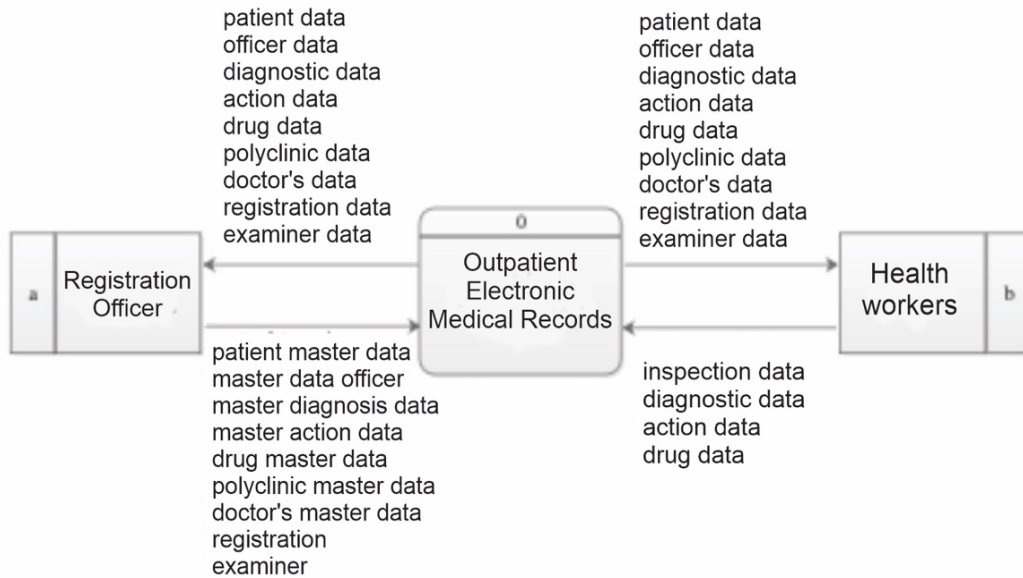 patient data
officer data
diagnostic data
action data
drug data
polyclinic data
doctor's data
registration data
examiner data
patient data
officer data
diagnostic data
action data
drug data
polyclinic data
doctor's data
registration data
examiner data
a
Registration
Officer
0
Outpatient
Electronic
Medical Records
Health
workers
b
patient master data
master data officer
master diagnosis data
master action data
drug master data
polyclinic master data
doctor's master data
registration
examiner
inspection data
diagnostic data
action data
drug data